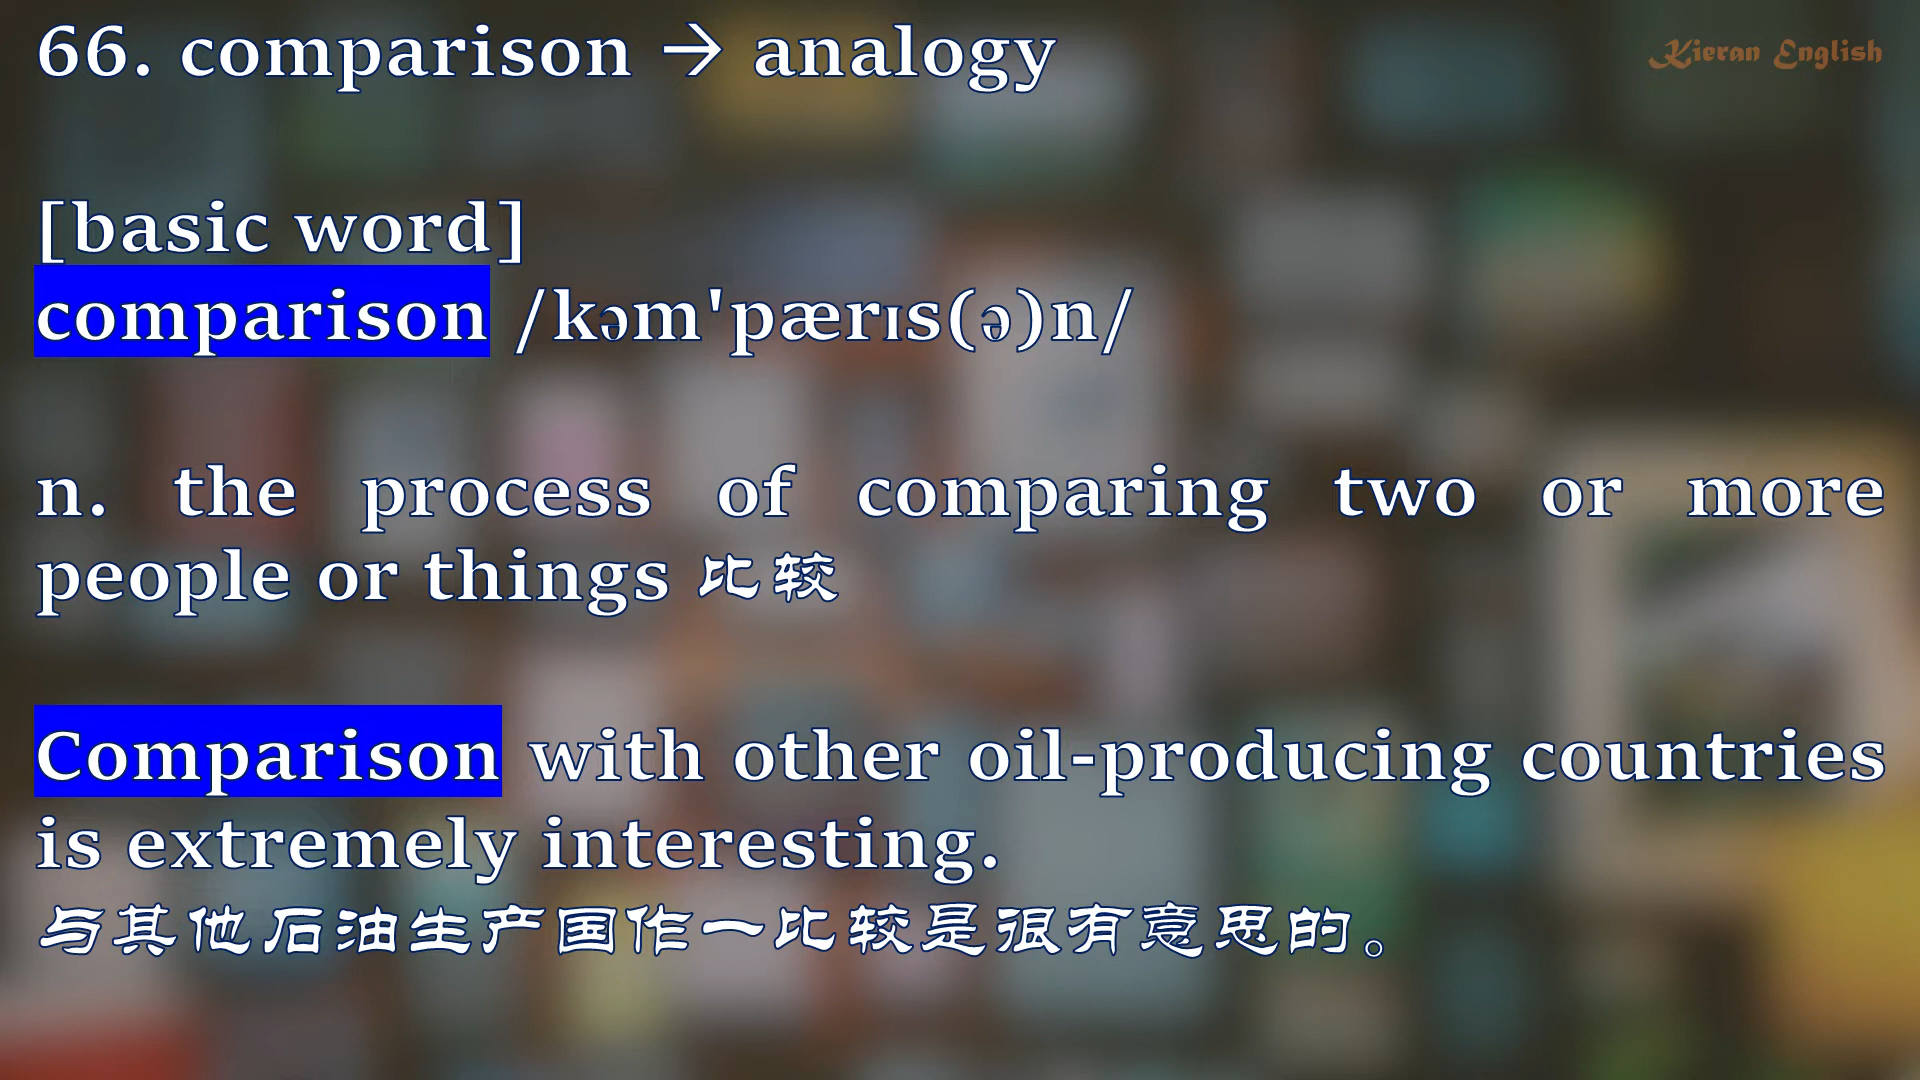 66. comparison → analogy
Kieran English
[basic word]
comparison /kəm'pærɪs(ə)n/
n. the process of comparing two or more
people or things 比较
Comparison with other oil-producing countries
is extremely interesting.
与其他石油生产国作一比较是很有意思的。